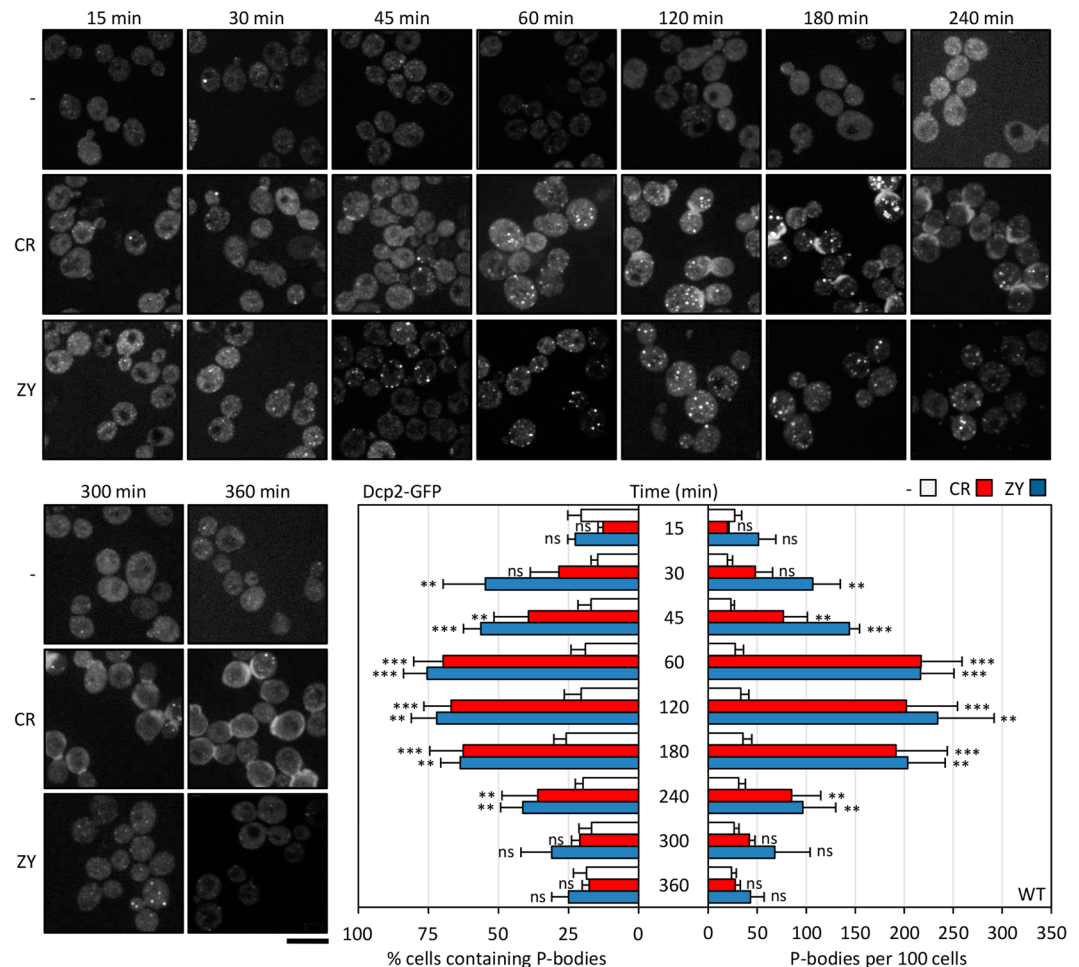 15 min 30 min 45 min 60 min 120 min 180 min 240 min
-
CR
ZY
300 min 360 min
-
CR
ZY
Dcp2-GFP Time (min) - CR ZY
15
ns ns
ns ns
30
ns ns
** **
45
** **
*** ***
60
*** ***
*** ***
120
*** ***
** **
180
*** ***
** **
240
** **
** **
300
ns ns
ns ns
360
ns ns
ns ns
WT
100 75 50 25 0 0 50 100 150 200 250 300 350
% cells containing P-bodies P-bodies per 100 cells